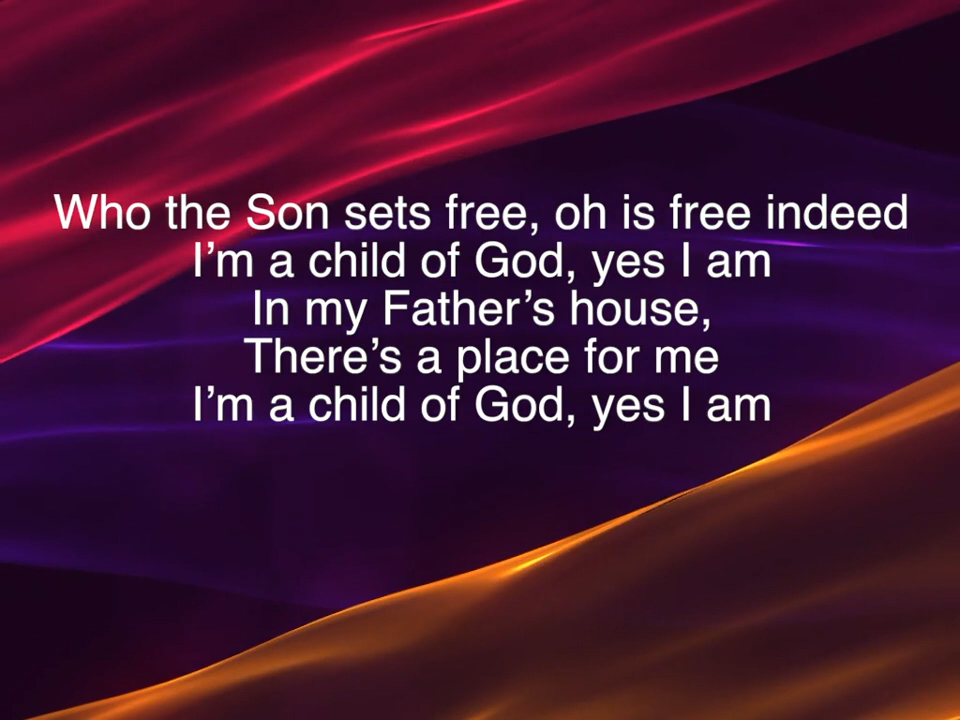 Who the Son sets free, oh is free indeed
I’m a child of God, yes I am
In my Father’s house,
There’s a place for me
I’m a child of God, yes I am